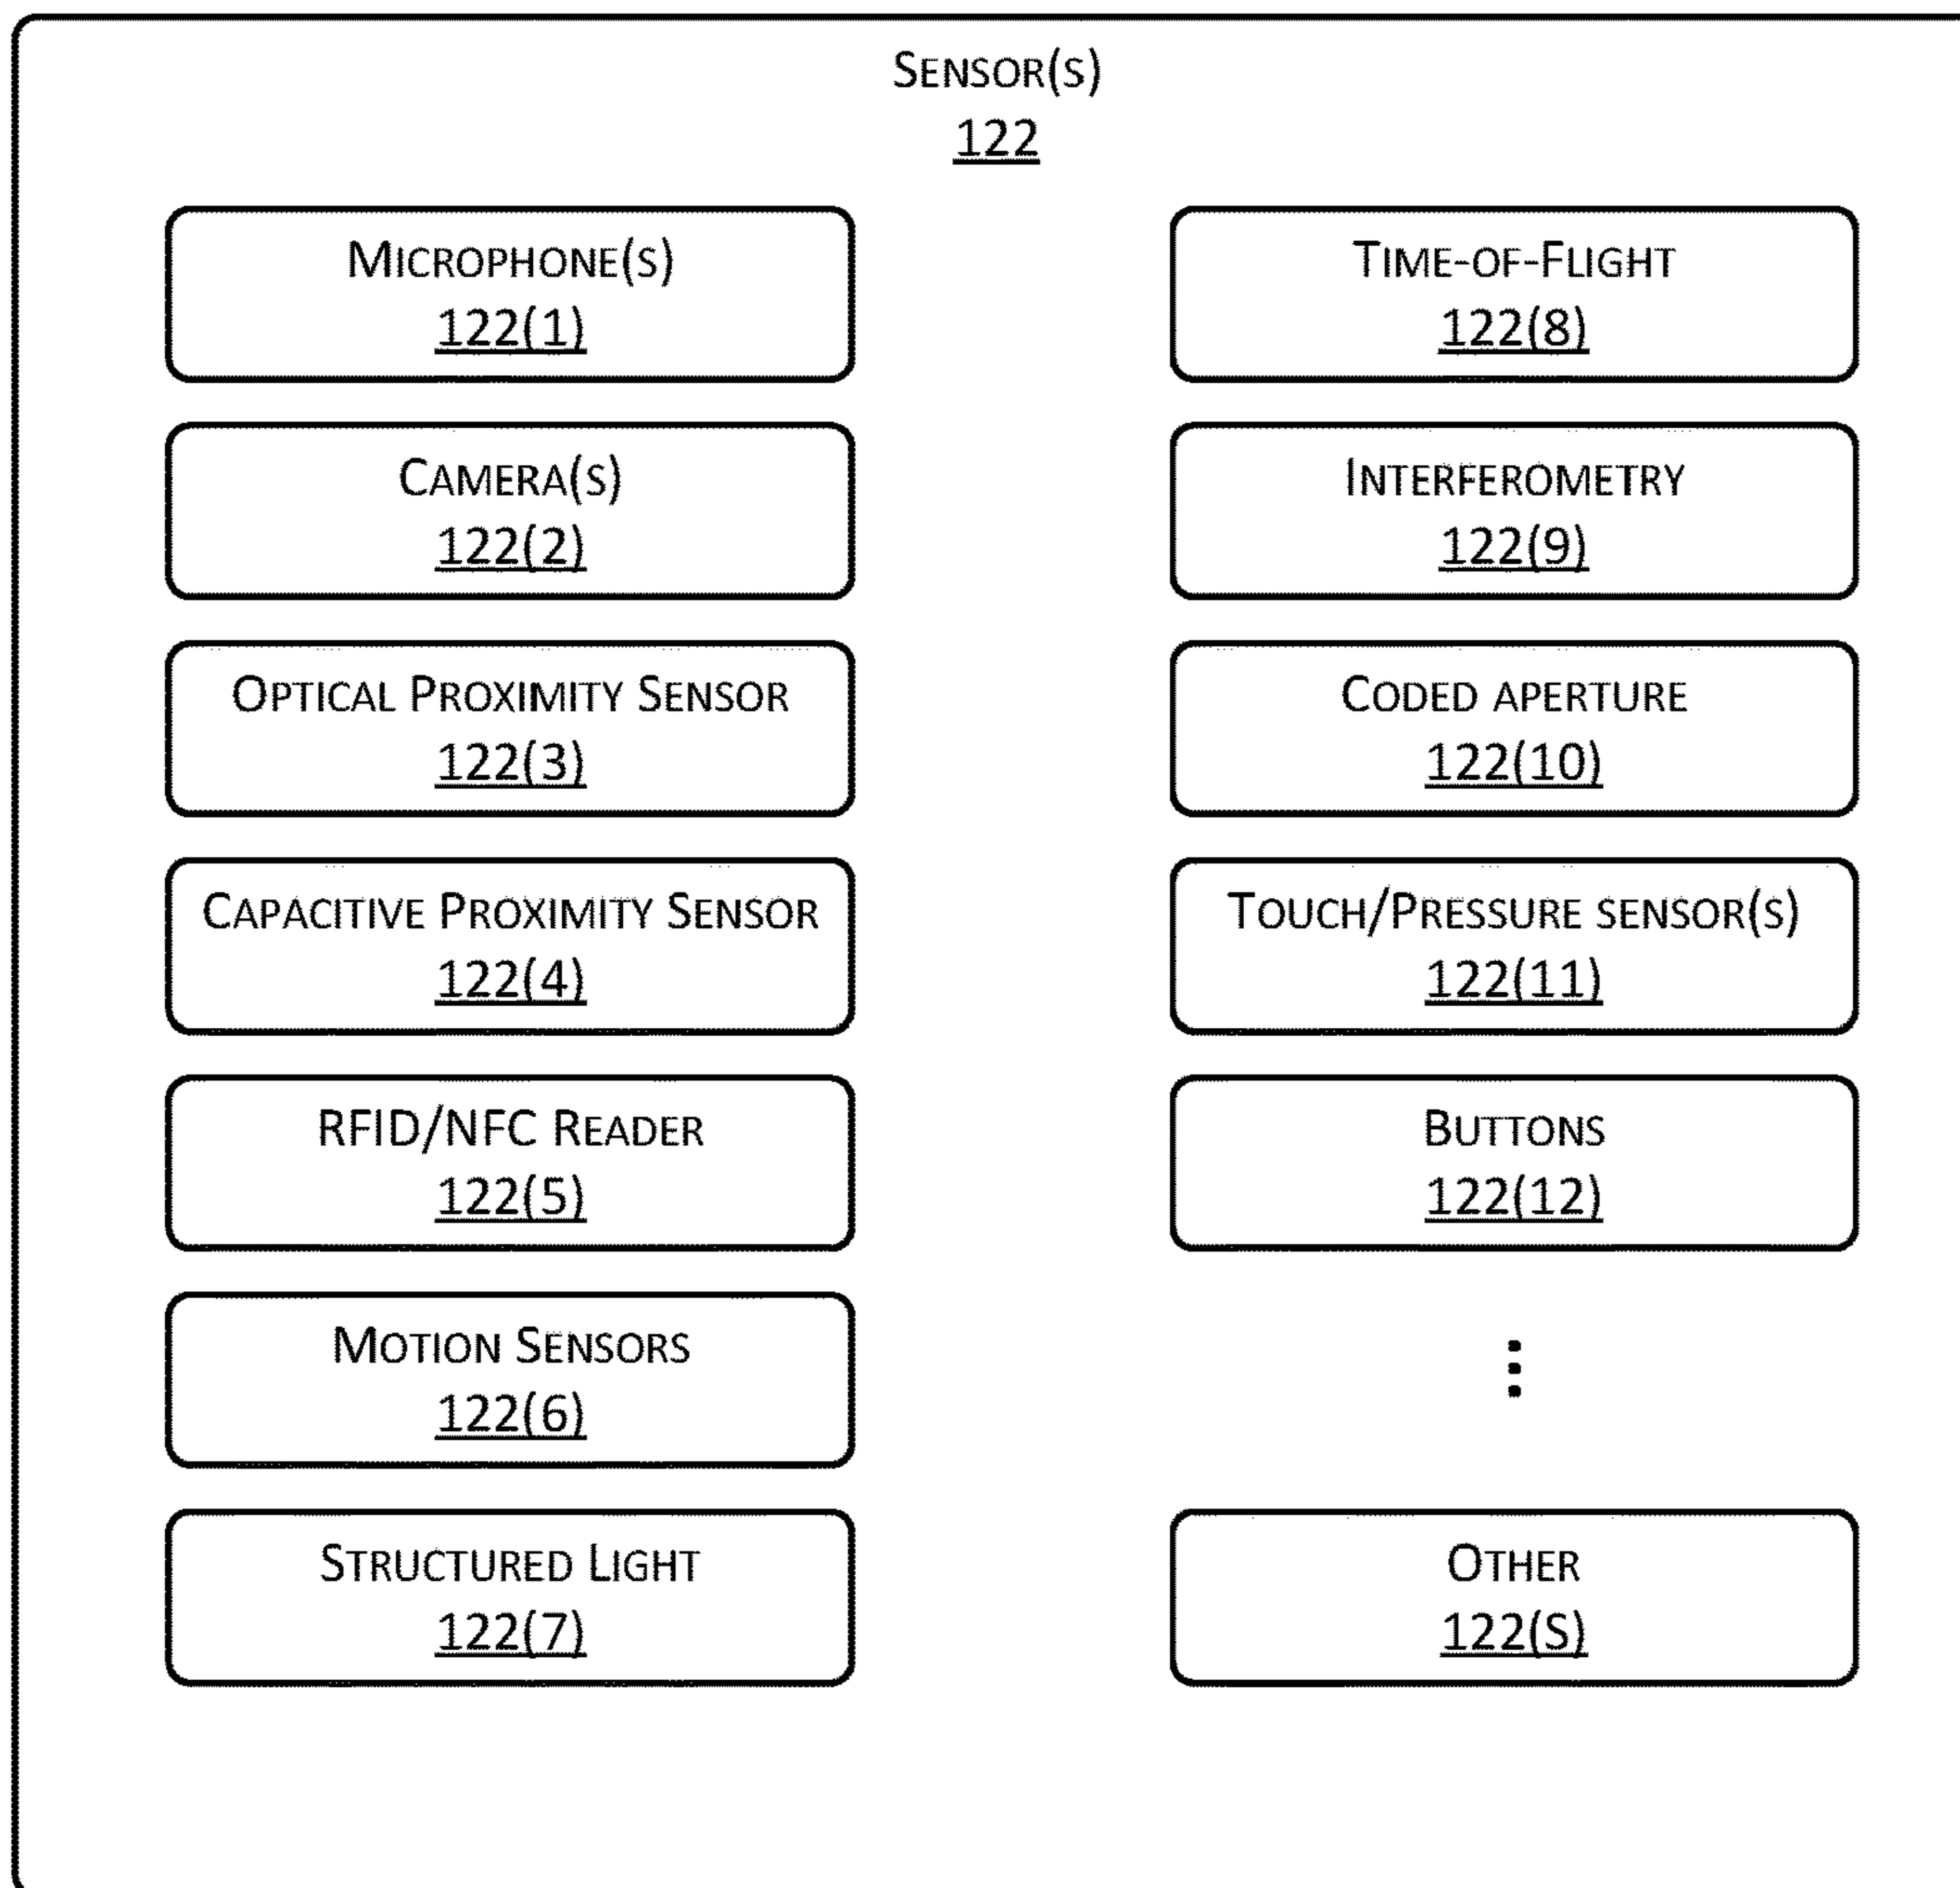 Sensor(s)
122
Microphone(s)
122(1)
Camera(s)
122(2)
Optical Proximity Sensor
122(3)
Capacitive Proximity Sensor
122(4)
RFID/NFC Reader
122(5)
Motion Sensors
122(6)
Structured Light
122(7)
Time-of-Flight
122(8)
Interferometry
122(9)
Coded aperture
122(10)
Touch/Pressure sensor(s)
122(11)
Buttons
122(12)
⋮
Other
122(S)